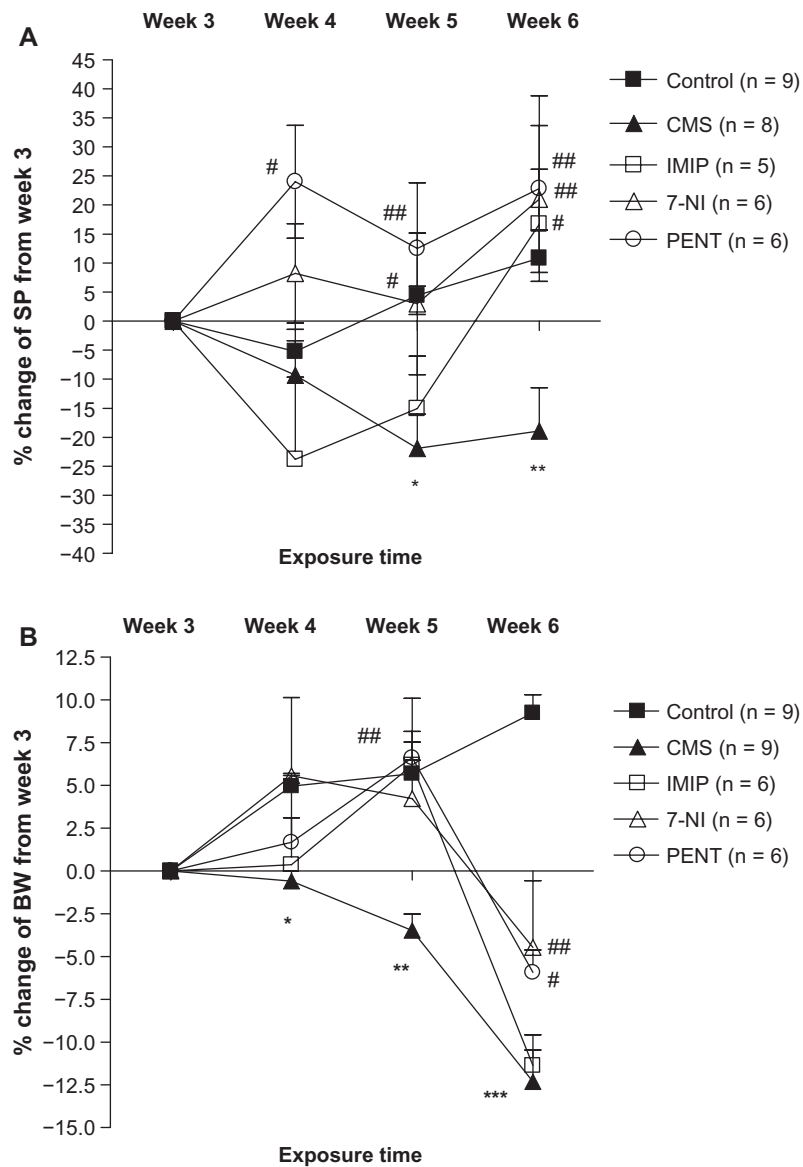 A
Week 3 Week 4 Week 5 Week 6
% change of SP from week 3
45
40
35
30
25
20
15
10
5
0
−5
−10
−15
−20
−25
−30
−35
−40
#
##
#
##
##
#
*
**
Exposure time
Control (n = 9)
CMS (n = 8)
IMIP (n = 5)
7-NI (n = 6)
PENT (n = 6)
B
Week 3 Week 4 Week 5 Week 6
% change of BW from week 3
12.5
10.0
7.5
5.0
2.5
0.0
−2.5
−5.0
−7.5
−10.0
−12.5
−15.0
##
*
**
##
#
***
Exposure time
Control (n = 9)
CMS (n = 9)
IMIP (n = 6)
7-NI (n = 6)
PENT (n = 6)